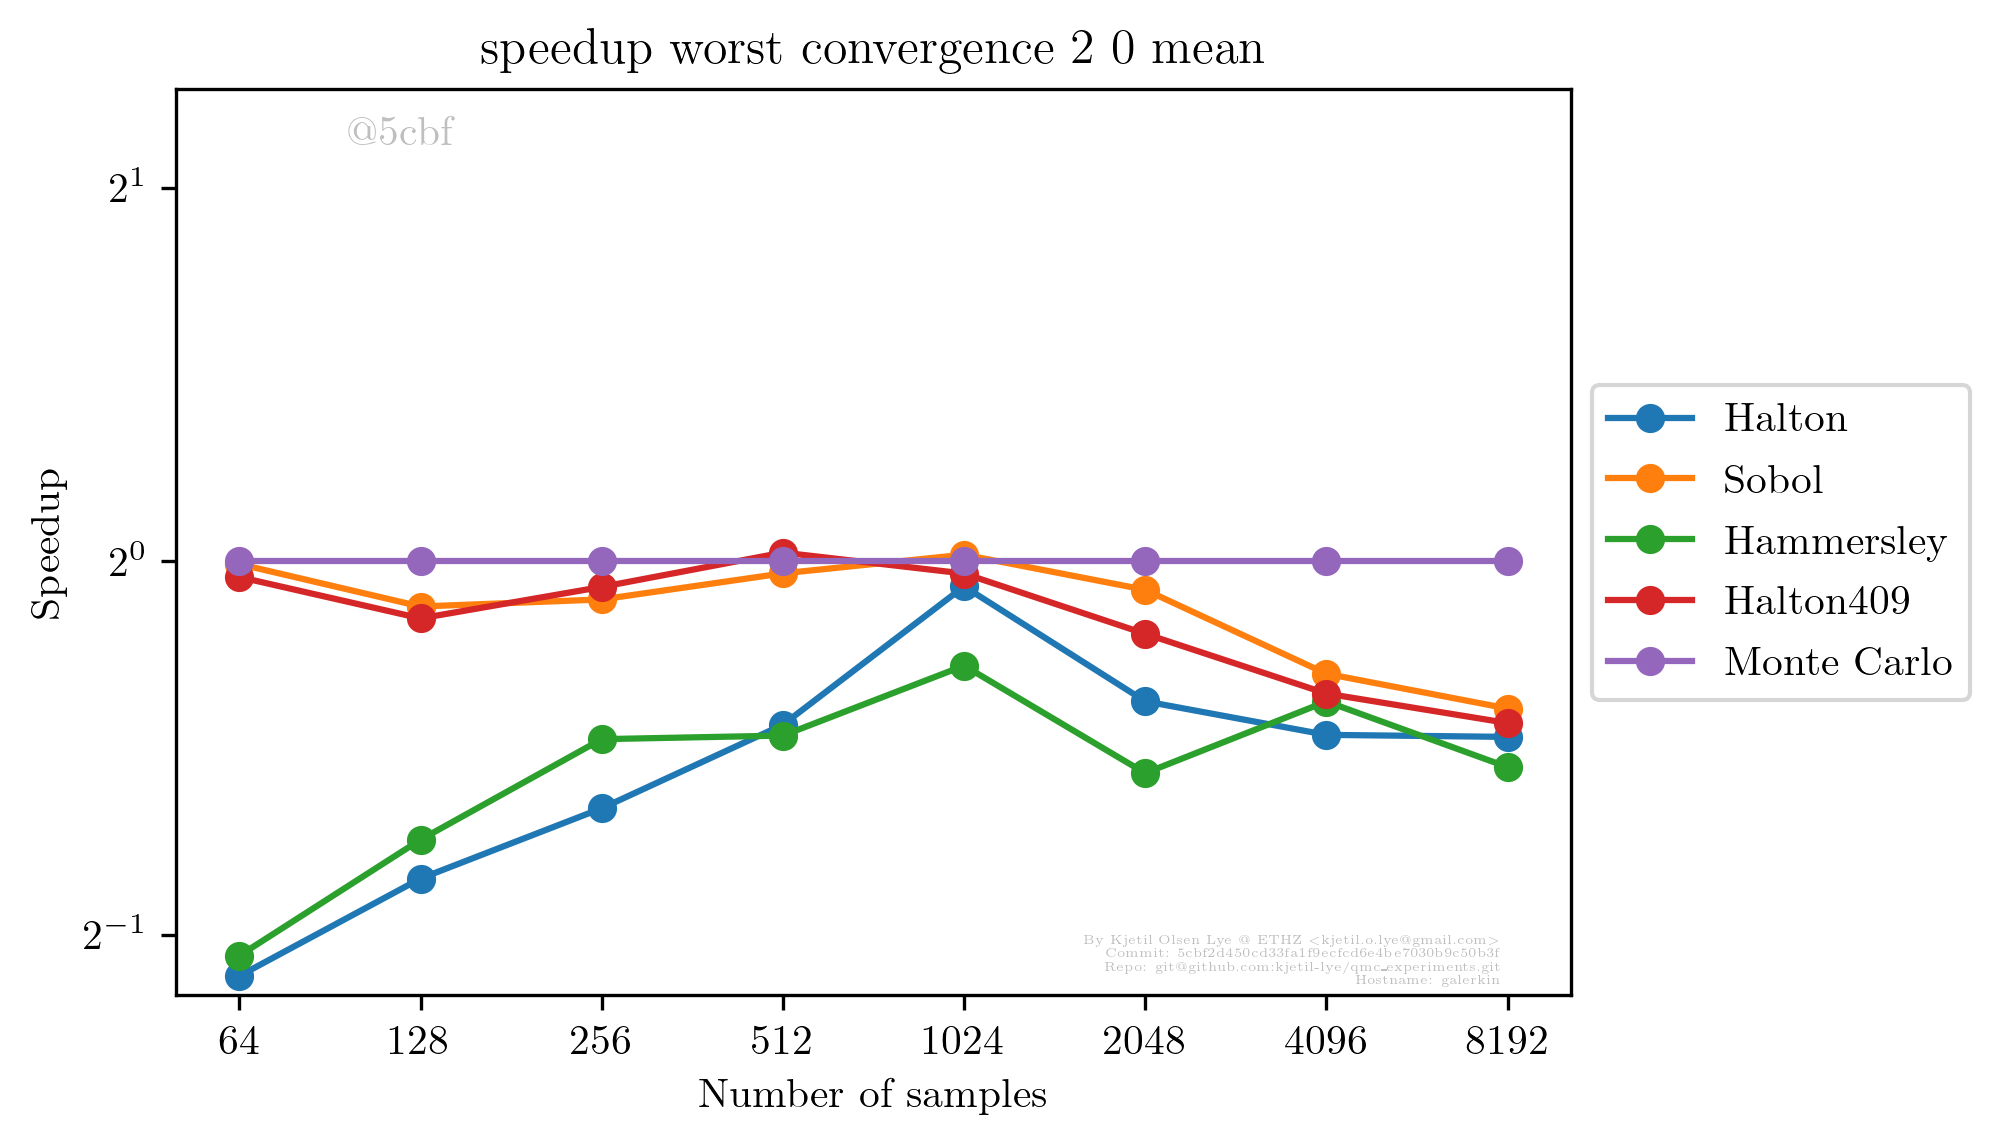 speedup worst convergence 2 0 mean
@5cbf
2^1
2^0
2^{-1}
Speedup
64 128 256 512 1024 2048 4096 8192
Number of samples
Halton
Sobol
Hammersley
Halton409
Monte Carlo
By Kjetil Olsen Lye @ ETHZ <kjetil.o.lye@gmail.com>
Commit: 5cbf2d450cd33fa1f9ecfcd6e4be7030b9c50b3f
Repo: git@github.com:kjetil-lye/qmc_experiments.git
Hostname: galerkin